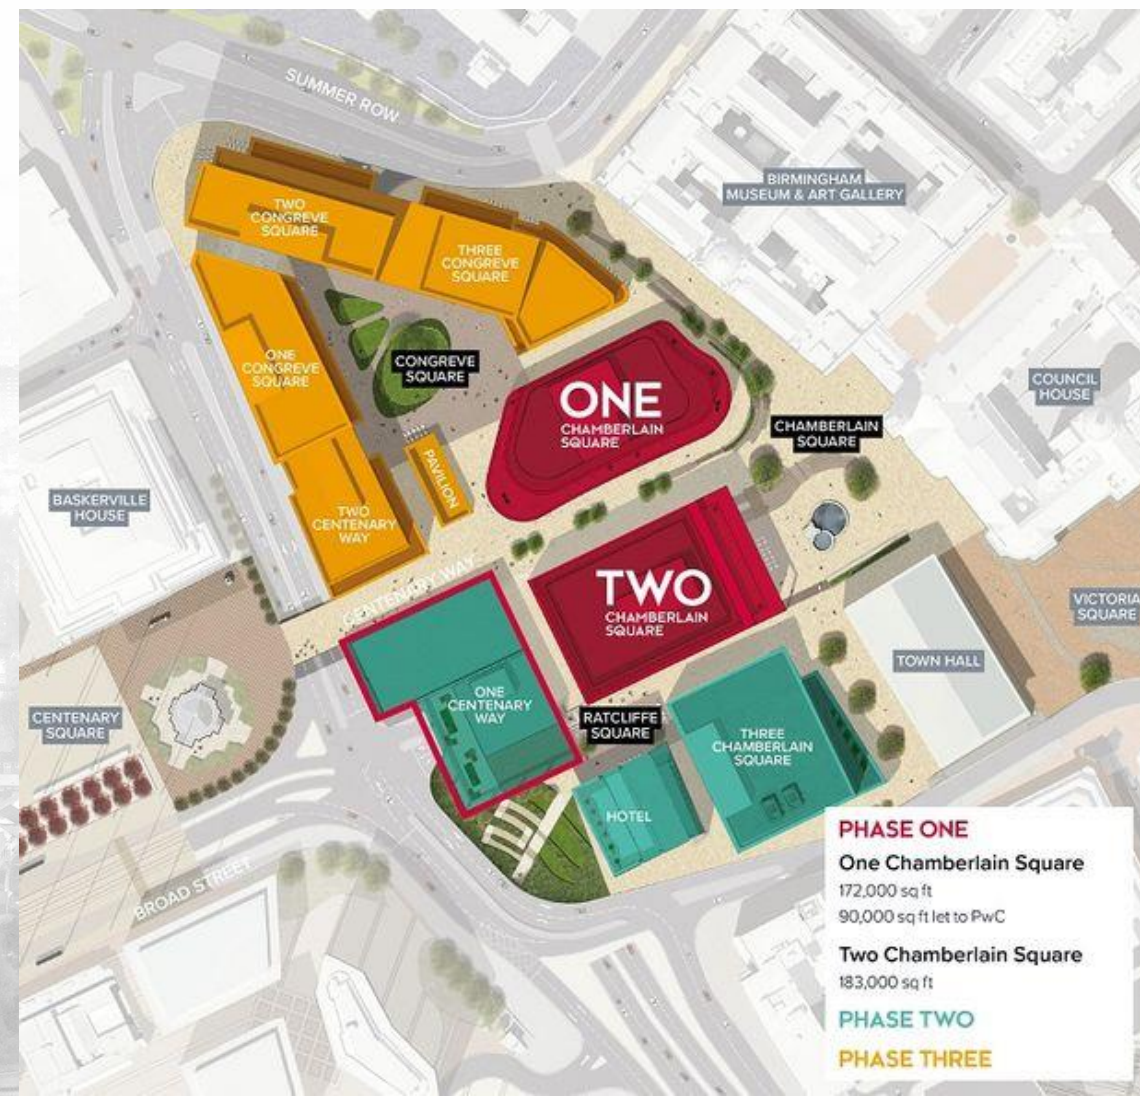 SUMMER ROW
BIRMINGHAM
MUSEUM & ART GALLERY
TWO
CONGREVE
SQUARE
THREE
CONGREVE
SQUARE
ONE
CONGREVE
SQUARE
CONGREVE
SQUARE
ONE
CHAMBERLAIN
SQUARE
COUNCIL
HOUSE
CHAMBERLAIN
SQUARE
PAVILION
BASKERVILLE
HOUSE
TWO
CENTENARY
WAY
CENTENARY WAY
TWO
CHAMBERLAIN
SQUARE
VICTORIA
SQUARE
TOWN HALL
CENTENARY
SQUARE
ONE
CENTENARY
WAY
RATCLIFFE
SQUARE
THREE
CHAMBERLAIN
SQUARE
HOTEL
BROAD STREET
PHASE ONE
One Chamberlain Square
172,000 sq ft
90,000 sq ft let to PwC
Two Chamberlain Square
183,000 sq ft
PHASE TWO
PHASE THREE